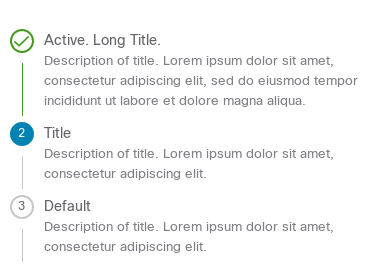 Active. Long Title.
Description of title. Lorem ipsum dolor sit amet,
consectetur adipiscing elit, sed do eiusmod tempor
incididunt ut labore et dolore magna aliqua.
2 Title
Description of title. Lorem ipsum dolor sit amet,
consectetur adipiscing elit.
3 Default
Description of title. Lorem ipsum dolor sit amet,
consectetur adipiscing elit.